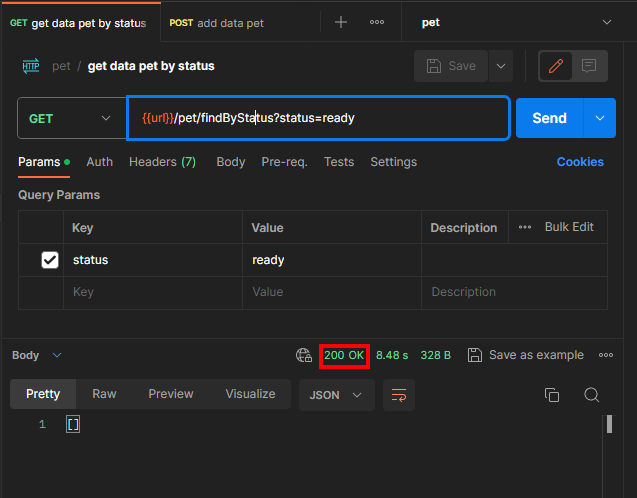 GET get data pet by status POST add data pet pet
HTTP pet / get data pet by status Save
GET {{url}}/pet/findByStatus?status=ready Send
Params Auth Headers (7) Body Pre-req. Tests Settings Cookies
Query Params
Key Value Description Bulk Edit
status ready
Key Value Description
Body 200 OK 8.48 s 328 B Save as example
Pretty Raw Preview Visualize JSON
1 []